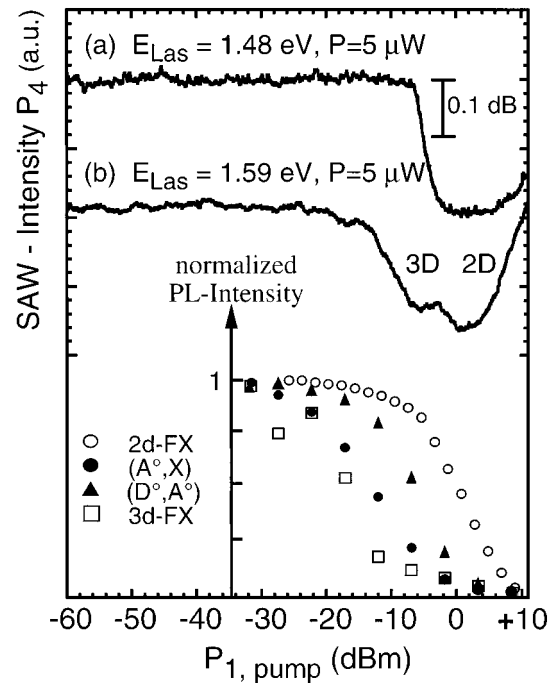 (a) E_Las = 1.48 eV, P=5 μW
0.1 dB
(b) E_Las = 1.59 eV, P=5 μW
SAW - Intensity P_4 (a.u.)
3D 2D
normalized
PL-Intensity
1
2d-FX
(A°,X)
(D°,A°)
3d-FX
-60 -50 -40 -30 -20 -10 0 +10
P_1, pump (dBm)